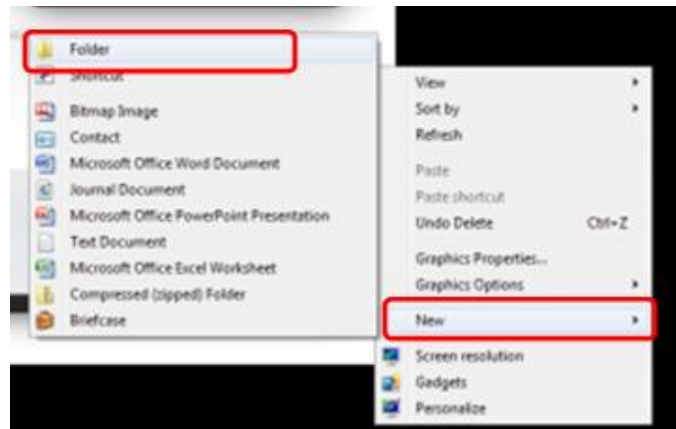 Folder
Shortcut
Bitmap Image
Contact
Microsoft Office Word Document
Journal Document
Microsoft Office PowerPoint Presentation
Text Document
Microsoft Office Excel Worksheet
Compressed (zipped) Folder
Briefcase
View
Sort by
Refresh
Paste
Paste shortcut
Undo Delete Ctrl+Z
Graphics Properties...
Graphics Options
New
Screen resolution
Gadgets
Personalize